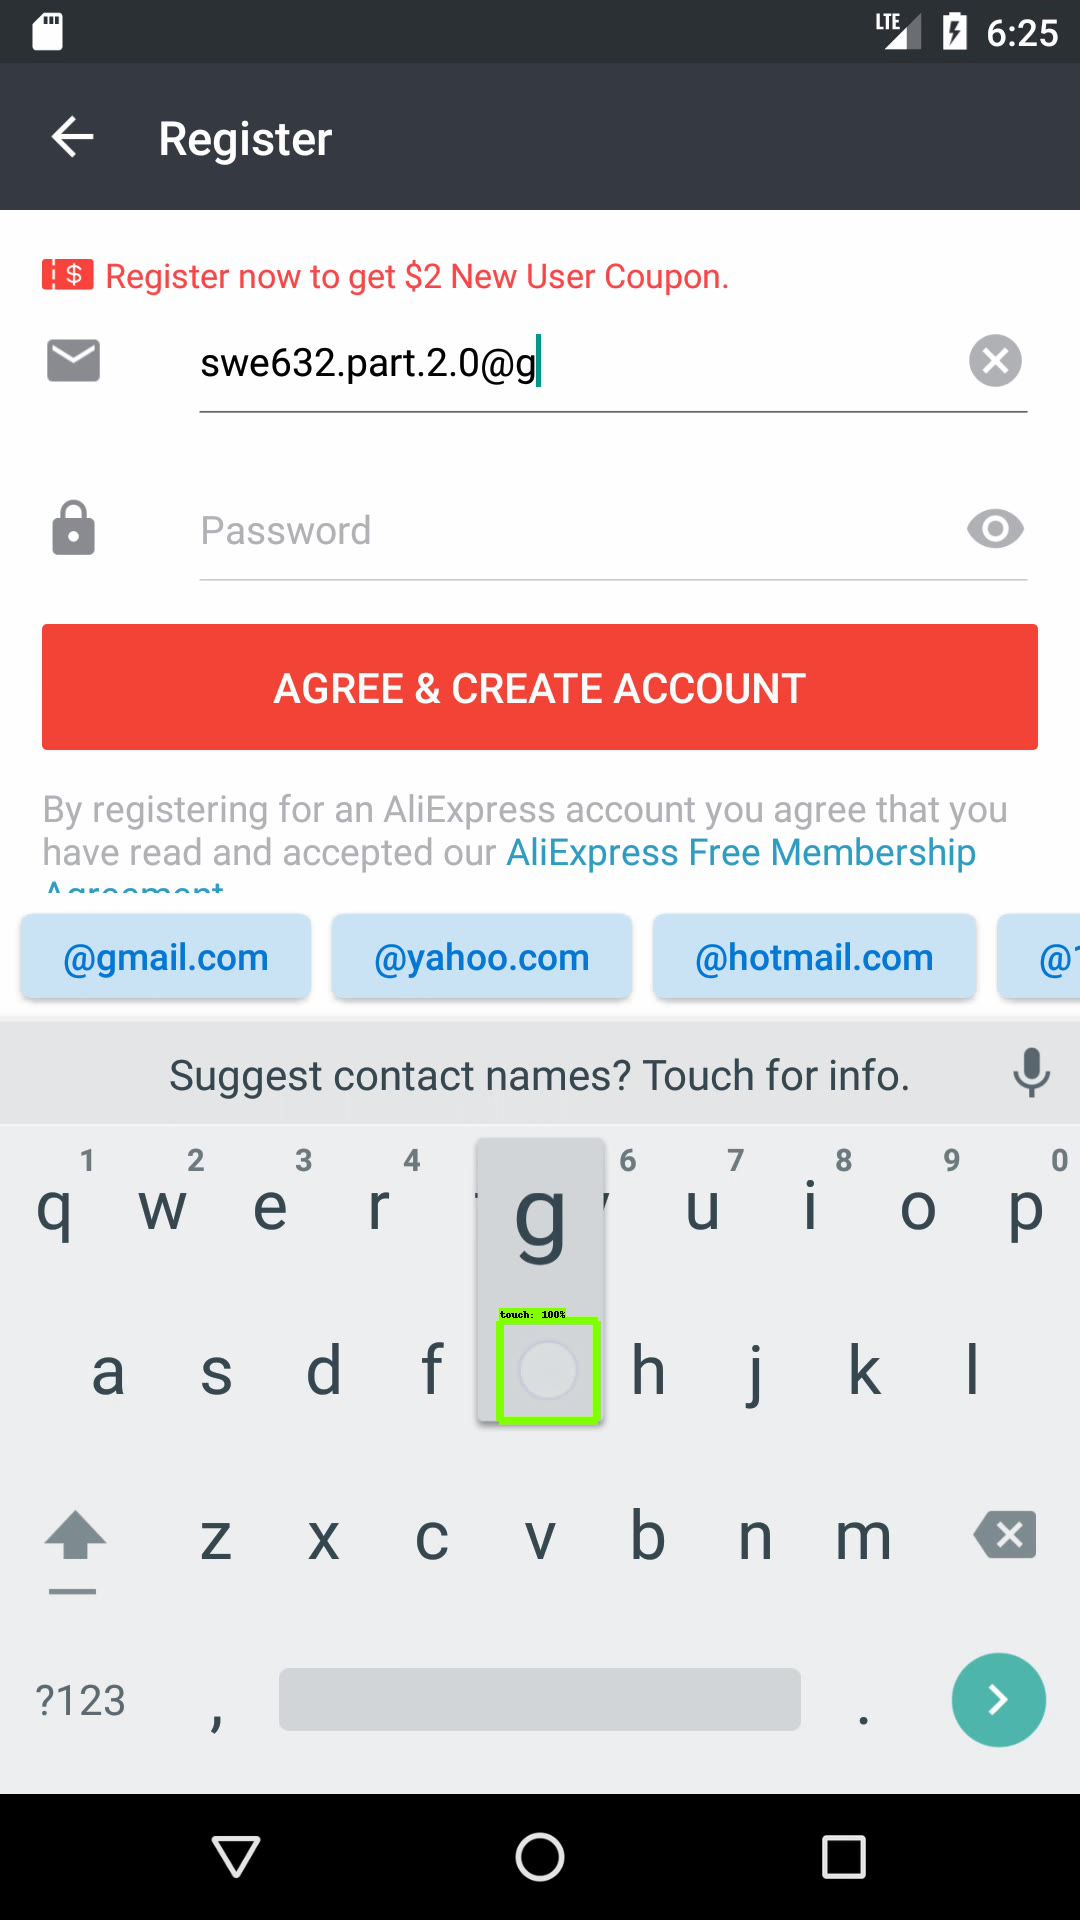 LTE 6:25
Register
$ Register now to get $2 New User Coupon.
swe632.part.2.0@g
Password
AGREE & CREATE ACCOUNT
By registering for an AliExpress account you agree that you
have read and accepted our AliExpress Free Membership
Agreement
@gmail.com @yahoo.com @hotmail.com @1
Suggest contact names? Touch for info.
1 2 3 4 6 7 8 9 0
q w e r g u i o p
touch: 100%
a s d f h j k l
z x c v b n m
?123 , .